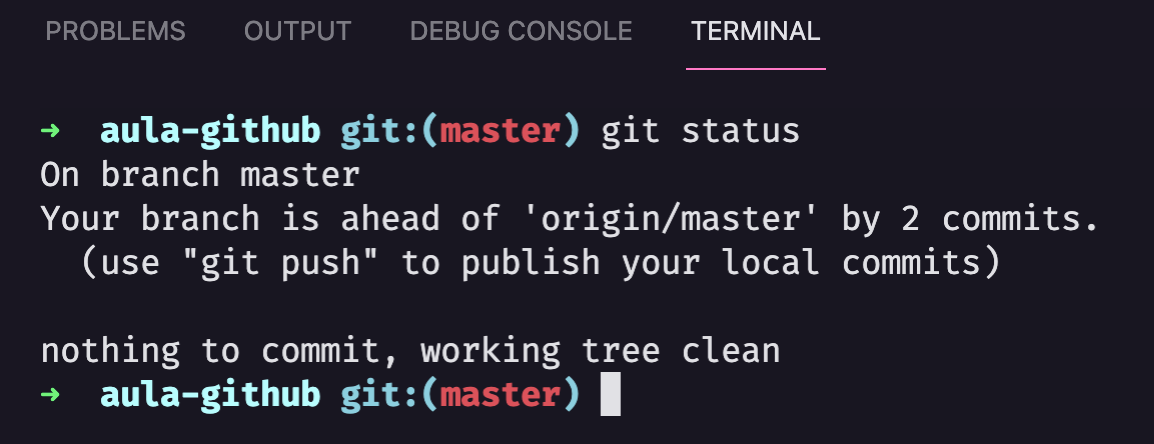 PROBLEMS OUTPUT DEBUG CONSOLE TERMINAL
➜ aula-github git:(master) git status
On branch master
Your branch is ahead of 'origin/master' by 2 commits.
  (use "git push" to publish your local commits)

nothing to commit, working tree clean
➜ aula-github git:(master)